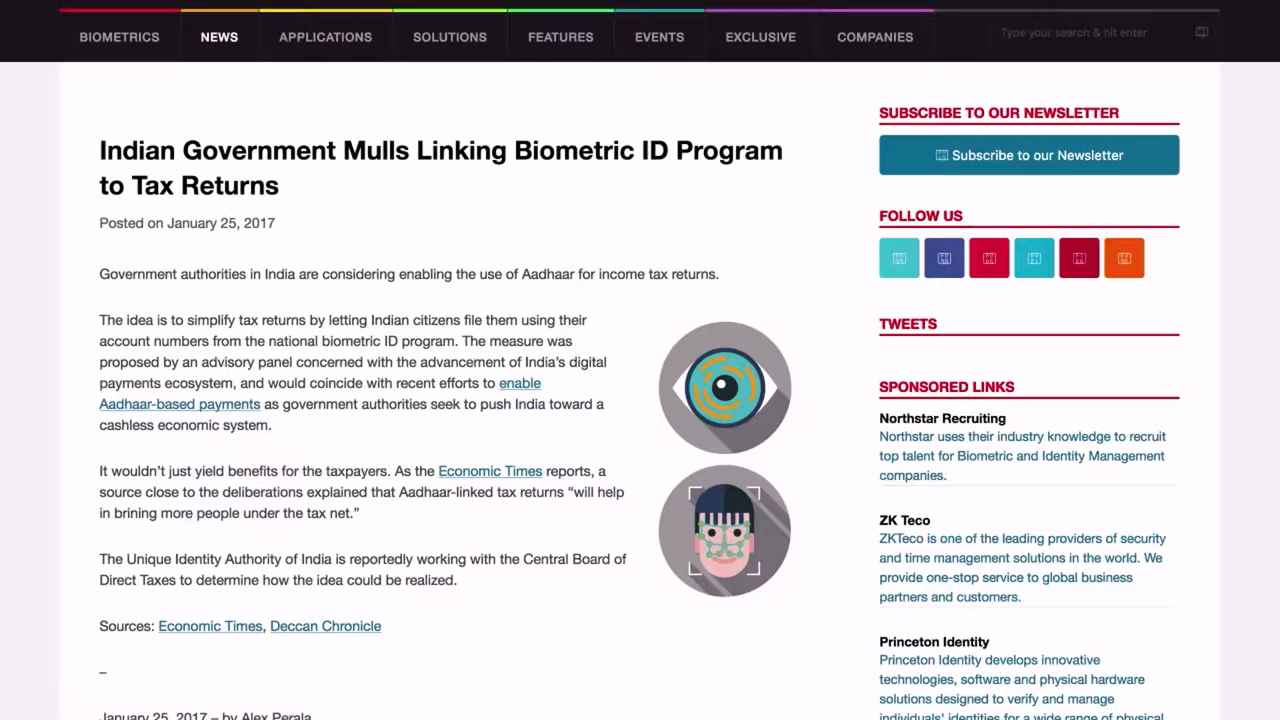 BIOMETRICS NEWS APPLICATIONS SOLUTIONS FEATURES EVENTS EXCLUSIVE COMPANIES Type your search & hit enter
Indian Government Mulls Linking Biometric ID Program
to Tax Returns
Posted on January 25, 2017
Government authorities in India are considering enabling the use of Aadhaar for income tax returns.
The idea is to simplify tax returns by letting Indian citizens file them using their
account numbers from the national biometric ID program. The measure was
proposed by an advisory panel concerned with the advancement of India’s digital
payments ecosystem, and would coincide with recent efforts to enable
Aadhaar-based payments as government authorities seek to push India toward a
cashless economic system.
It wouldn’t just yield benefits for the taxpayers. As the Economic Times reports, a
source close to the deliberations explained that Aadhaar-linked tax returns “will help
in brining more people under the tax net.”
The Unique Identity Authority of India is reportedly working with the Central Board of
Direct Taxes to determine how the idea could be realized.
Sources: Economic Times, Deccan Chronicle
–
January 25, 2017 – by Alex Perala
SUBSCRIBE TO OUR NEWSLETTER
Subscribe to our Newsletter
FOLLOW US
TWEETS
SPONSORED LINKS
Northstar Recruiting
Northstar uses their industry knowledge to recruit
top talent for Biometric and Identity Management
companies.
ZK Teco
ZKTeco is one of the leading providers of security
and time management solutions in the world. We
provide one-stop service to global business
partners and customers.
Princeton Identity
Princeton Identity develops innovative
technologies, software and physical hardware
solutions designed to verify and manage
individuals’ identities for a wide range of physical